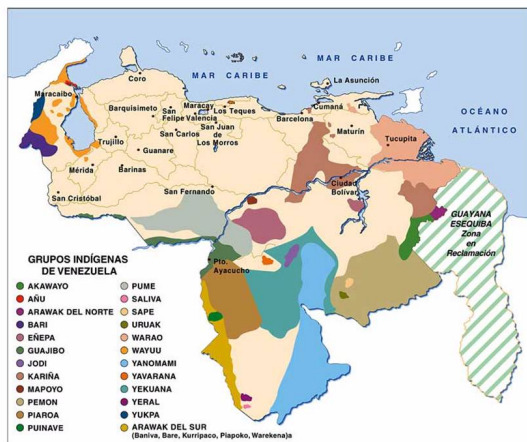 MAR CARIBE
MAR CARIBE
OCÉANO
ATLÁNTICO
Coro
La Asunción
Maracaibo
Maracay
Los Teques
Cumaná
Barquisimeto
San
Felipe
Valencia
Barcelona
San Carlos
San Juan
de
Los Morros
Maturín
Tucupita
Trujillo
Guanare
Mérida
Barinas
San Cristóbal
San Fernando
Ciudad
Bolívar
GUAYANA
ESEQUIBA
Zona
en
Reclamación
Pto.
Ayacucho
GRUPOS INDÍGENAS
DE VENEZUELA
AKAWAYO
AÑU
ARAWAK DEL NORTE
BARI
EÑEPA
GUAJIBO
JODI
KARIÑA
MAPOYO
PEMON
PIAROA
PUINAVE
PUME
SALIVA
SAPE
URUAK
WARAO
WAYUU
YANOMAMI
YAVARANA
YEKUANA
YERAL
YUKPA
ARAWAK DEL SUR
(Baniva, Bare, Kurripaco, Piapoko, Warekena)a